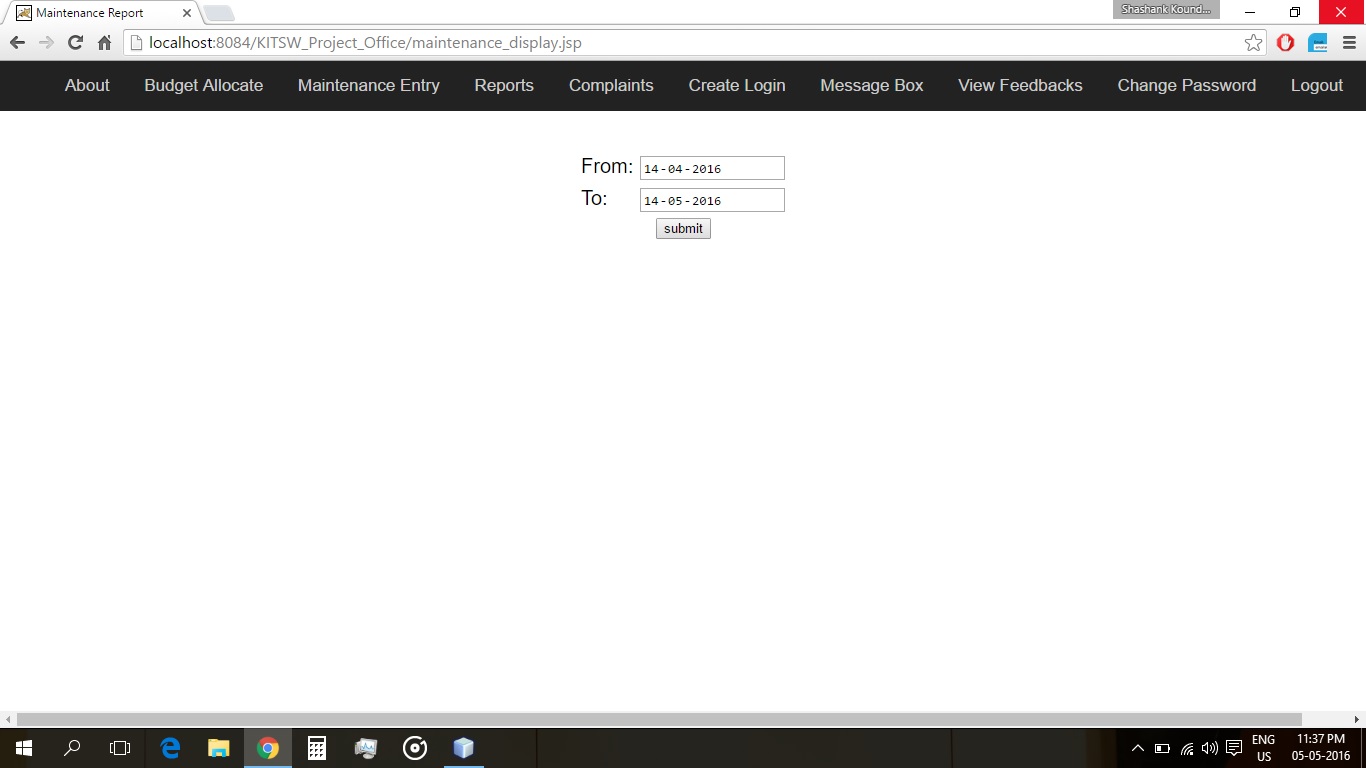 Maintenance Report
Shashank Kound...
localhost:8084/KITSW_Project_Office/maintenance_display.jsp
About Budget Allocate Maintenance Entry Reports Complaints Create Login Message Box View Feedbacks Change Password Logout
From: 14-04-2016
To: 14-05-2016
submit
ENG 11:37 PM
US 05-05-2016